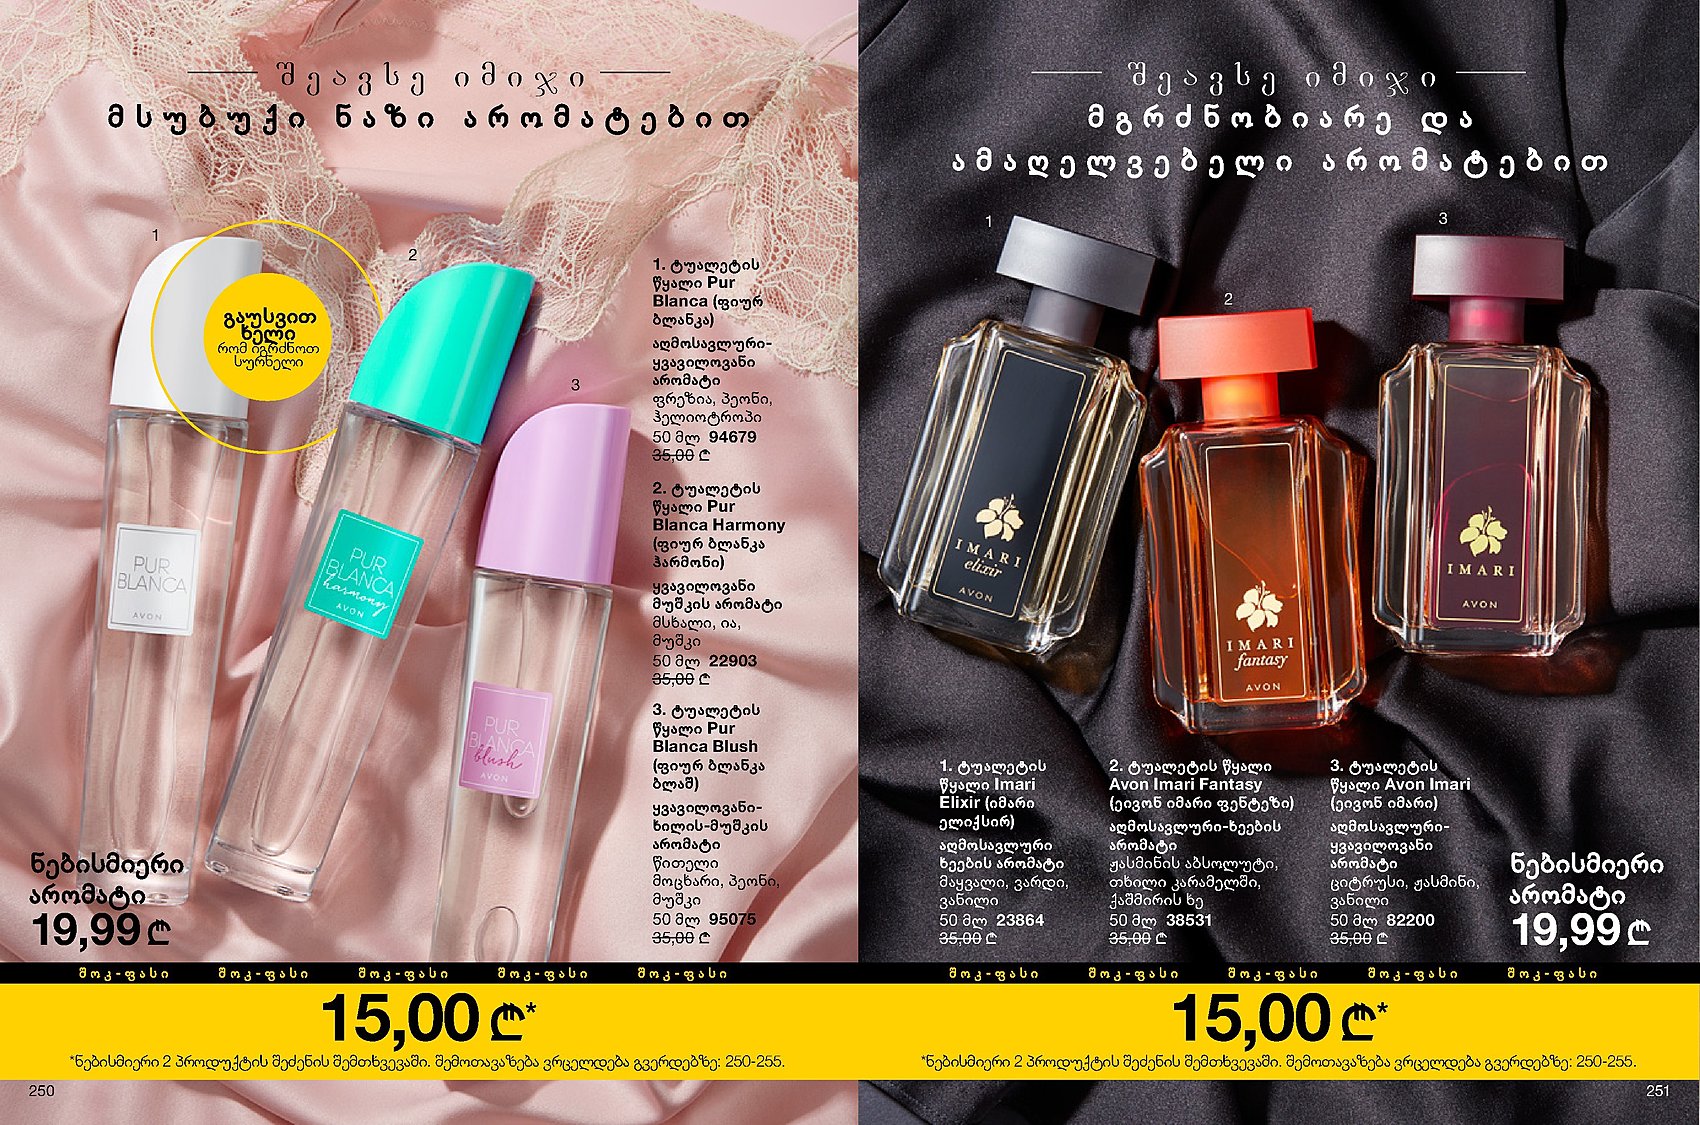 შეავსე იმიჯი
მსუბუქი ნაზი არომატებით
1
2
3
გაუსვით
ხელი
რომ იგრძნოთ
სურნელი
PUR
BLANCA
AVON
PUR
BLANCA
harmony
AVON
PUR
BLANCA
blush
AVON
1. ტუალეტის
წყალი Pur
Blanca (ფიურ
ბლანკა)
აღმოსავლური-
ყვავილოვანი
არომატი
ფრეზია, პეონი,
ჰელიოტროპი
50 მლ 94679
35,00 ₾
2. ტუალეტის
წყალი Pur
Blanca Harmony
(ფიურ ბლანკა
ჰარმონი)
ყვავილოვანი
მუშკის არომატი
მსხალი, ია,
მუშკი
50 მლ 22903
35,00 ₾
3. ტუალეტის
წყალი Pur
Blanca Blush
(ფიურ ბლანკა
ბლაშ)
ყვავილოვანი-
ხილის-მუშკის
არომატი
წითელი
მოცხარი, პეონი,
მუშკი
50 მლ 95075
35,00 ₾
ნებისმიერი
არომატი
19,99 ₾
შოკ-ფასი შოკ-ფასი შოკ-ფასი შოკ-ფასი შოკ-ფასი
15,00 ₾*
*ნებისმიერი 2 პროდუქტის შეძენის შემთხვევაში. შემოთავაზება ვრცელდება გვერდებზე: 250-255.
250
შეავსე იმიჯი
მგრძნობიარე და
ამაღელვებელი არომატებით
1
2
3
IMARI
elixir
AVON
IMARI
fantasy
AVON
IMARI
AVON
1. ტუალეტის
წყალი Imari
Elixir (იმარი
ელიქსირ)
აღმოსავლური
ხეების არომატი
მაყვალი, ვარდი,
ვანილი
50 მლ 23864
35,00 ₾
2. ტუალეტის წყალი
Avon Imari Fantasy
(ეივონ იმარი ფენტეზი)
აღმოსავლური-ხეების
არომატი
ჟასმინის აბსოლუტი,
თხილი კარამელში,
ქაშმირის ხე
50 მლ 38531
35,00 ₾
3. ტუალეტის
წყალი Avon Imari
(ეივონ იმარი)
აღმოსავლური-
ყვავილოვანი
არომატი
ციტრუსი, ჟასმინი,
ვანილი
50 მლ 82200
35,00 ₾
ნებისმიერი
არომატი
19,99 ₾
შოკ-ფასი შოკ-ფასი შოკ-ფასი შოკ-ფასი შოკ-ფასი
15,00 ₾*
*ნებისმიერი 2 პროდუქტის შეძენის შემთხვევაში. შემოთავაზება ვრცელდება გვერდებზე: 250-255.
251